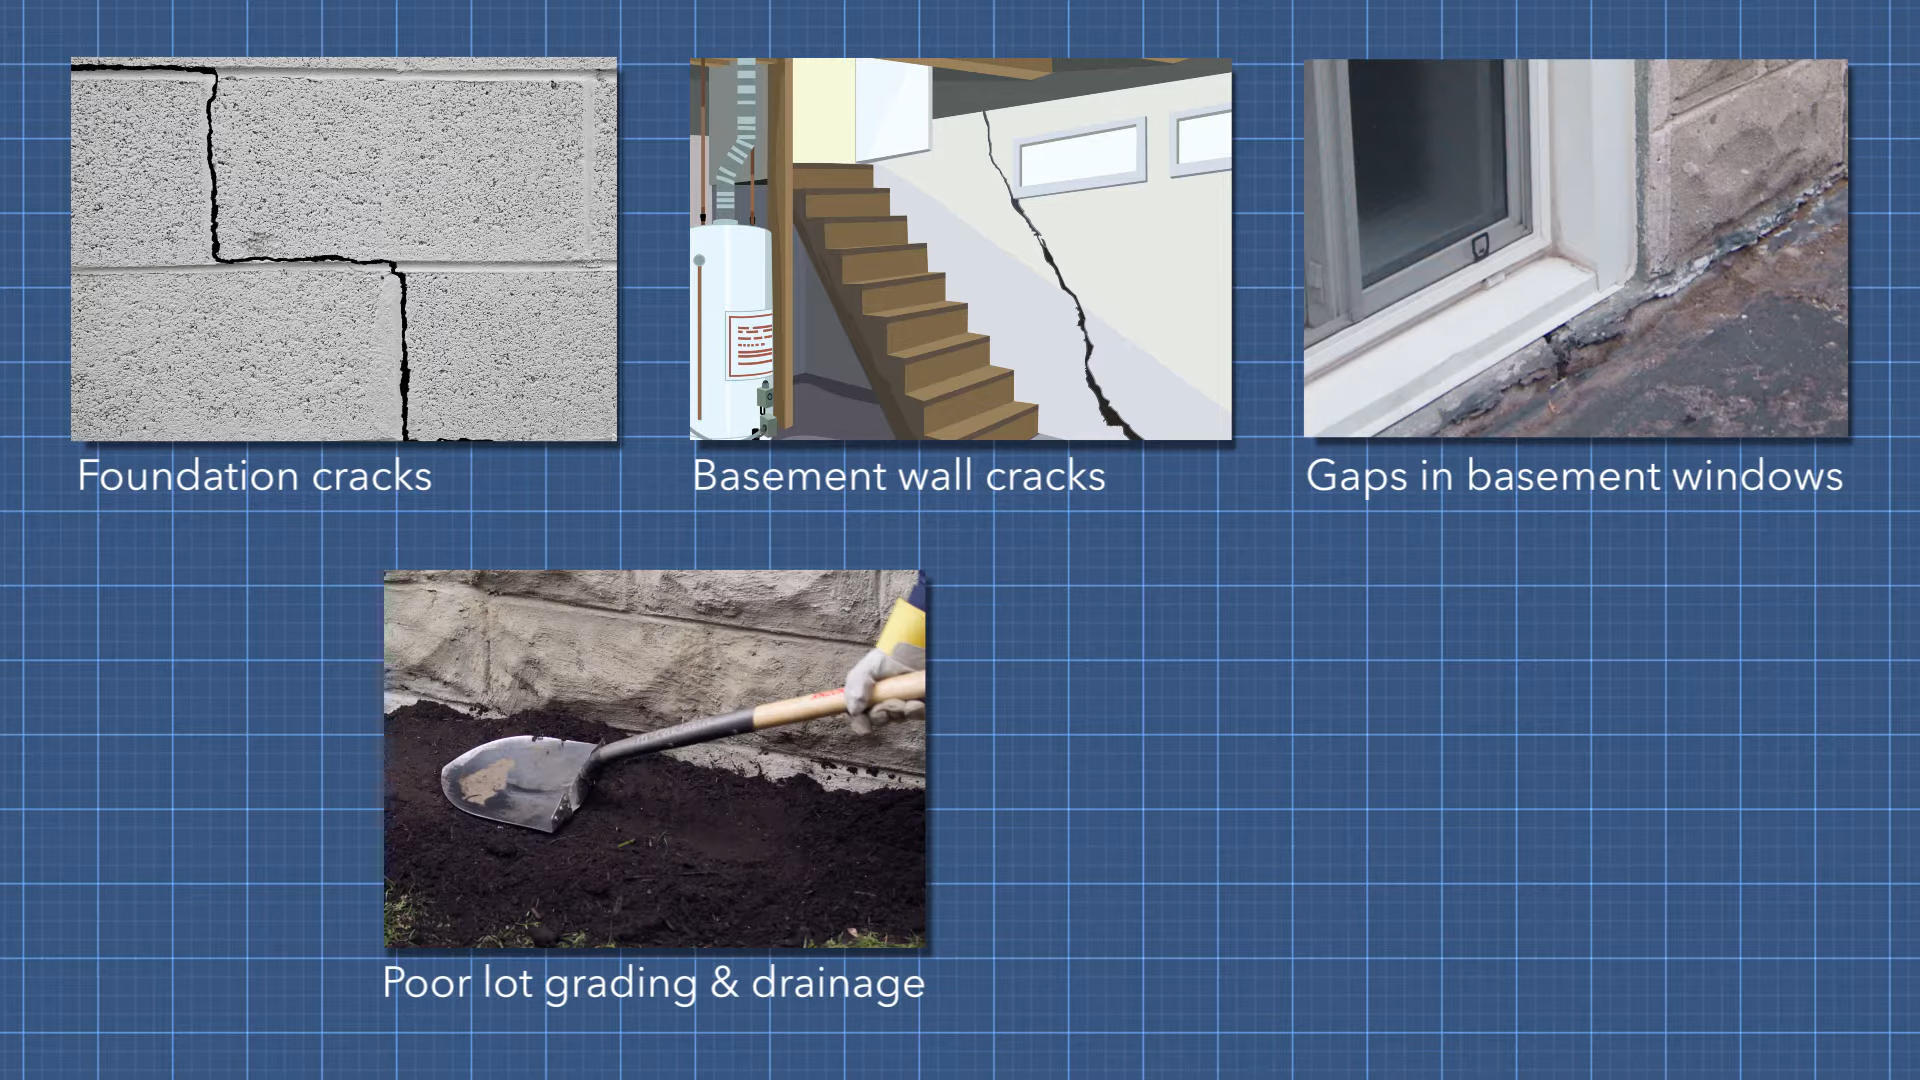 Foundation cracks
Basement wall cracks
Gaps in basement windows
Poor lot grading & drainage